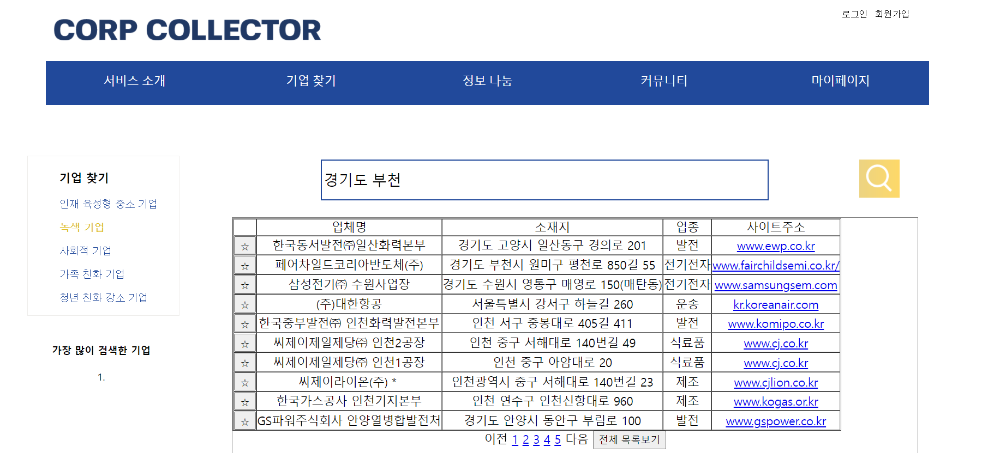 로그인 회원가입
CORP COLLECTOR
서비스 소개 기업 찾기 정보 나눔 커뮤니티 마이페이지
기업 찾기
인재 육성형 중소 기업
녹색 기업
사회적 기업
가족 친화 기업
청년 친화 강소 기업
가장 많이 검색한 기업
1.
경기도 부천
업체명 소재지 업종 사이트주소
☆ 한국동서발전㈜일산화력본부 경기도 고양시 일산동구 경의로 201 발전 www.ewp.co.kr
☆ 페어차일드코리아반도체(주) 경기도 부천시 원미구 평천로 850길 55 전기전자 www.fairchildsemi.co.kr/
☆ 삼성전기㈜ 수원사업장 경기도 수원시 영통구 매영로 150(매탄동) 전기전자 www.samsungsem.com
☆ (주)대한항공 서울특별시 강서구 하늘길 260 운송 kr.koreanair.com
☆ 한국중부발전㈜ 인천화력발전본부 인천 서구 중봉대로 405길 411 발전 www.komipo.co.kr
☆ 씨제이제일제당㈜ 인천2공장 인천 중구 서해대로 140번길 49 식료품 www.cj.co.kr
☆ 씨제이제일제당㈜ 인천1공장 인천 중구 아암대로 20 식료품 www.cj.co.kr
☆ 씨제이라이온(주) * 인천광역시 중구 서해대로 140번길 23 제조 www.cjlion.co.kr
☆ 한국가스공사 인천기지본부 인천 연수구 인천신항대로 960 제조 www.kogas.or.kr
☆ GS파워주식회사 안양열병합발전처 경기도 안양시 동안구 부림로 100 발전 www.gspower.co.kr
이전 1 2 3 4 5 다음 전체 목록보기